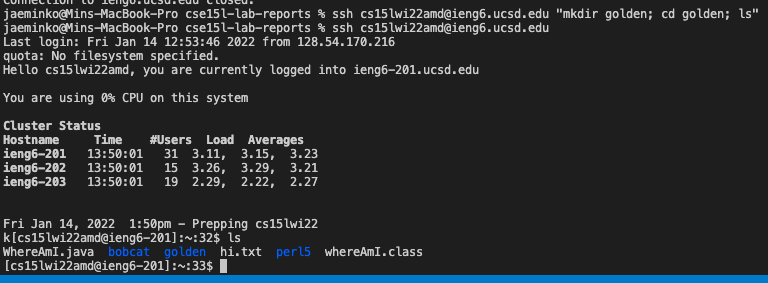 Connection to ieng6.ucsd.edu closed.
jaeminko@Mins-MacBook-Pro cse15l-lab-reports % ssh cs15lwi22amd@ieng6.ucsd.edu "mkdir golden; cd golden; ls"
jaeminko@Mins-MacBook-Pro cse15l-lab-reports % ssh cs15lwi22amd@ieng6.ucsd.edu
Last login: Fri Jan 14 12:53:46 2022 from 128.54.170.216
quota: No filesystem specified.
Hello cs15lwi22amd, you are currently logged into ieng6-201.ucsd.edu
You are using 0% CPU on this system
Cluster Status
Hostname Time #Users Load Averages
ieng6-201 13:50:01 31 3.11, 3.15, 3.23
ieng6-202 13:50:01 15 3.26, 3.29, 3.21
ieng6-203 13:50:01 19 2.29, 2.22, 2.27
Fri Jan 14, 2022 1:50pm - Prepping cs15lwi22
k[cs15lwi22amd@ieng6-201]:~:32$ ls
WhereAmI.java bobcat golden hi.txt perl5 whereAmI.class
[cs15lwi22amd@ieng6-201]:~:33$